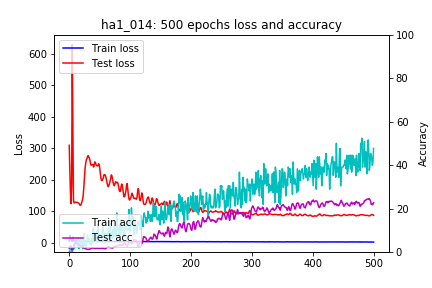 ha1_014: 500 epochs loss and accuracy
Train loss
Test loss
Train acc
Test acc
Loss
600
500
400
300
200
100
0
Accuracy
100
80
60
40
20
0
0
100
200
300
400
500